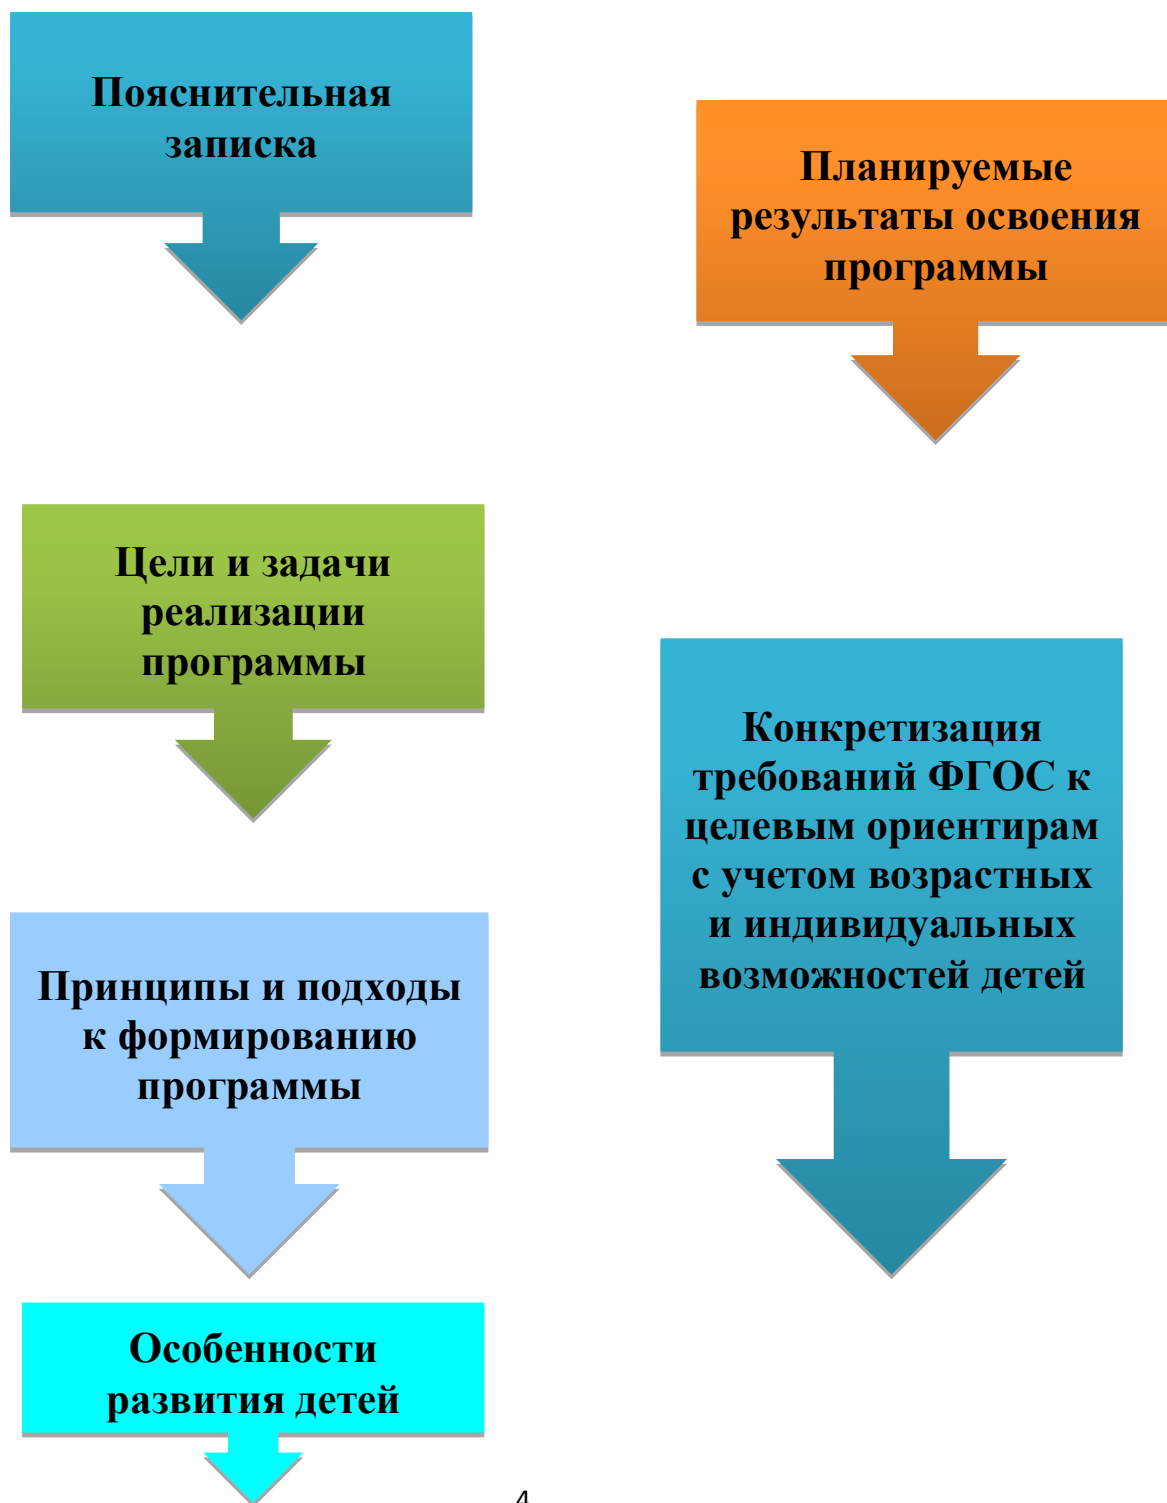 Пояснительная
записка
Планируемые
результаты освоения
программы
Цели и задачи
реализации
программы
Конкретизация
требований ФГОС к
целевым ориентирам
с учетом возрастных
и индивидуальных
возможностей детей
Принципы и подходы
к формированию
программы
Особенности
развития детей
4